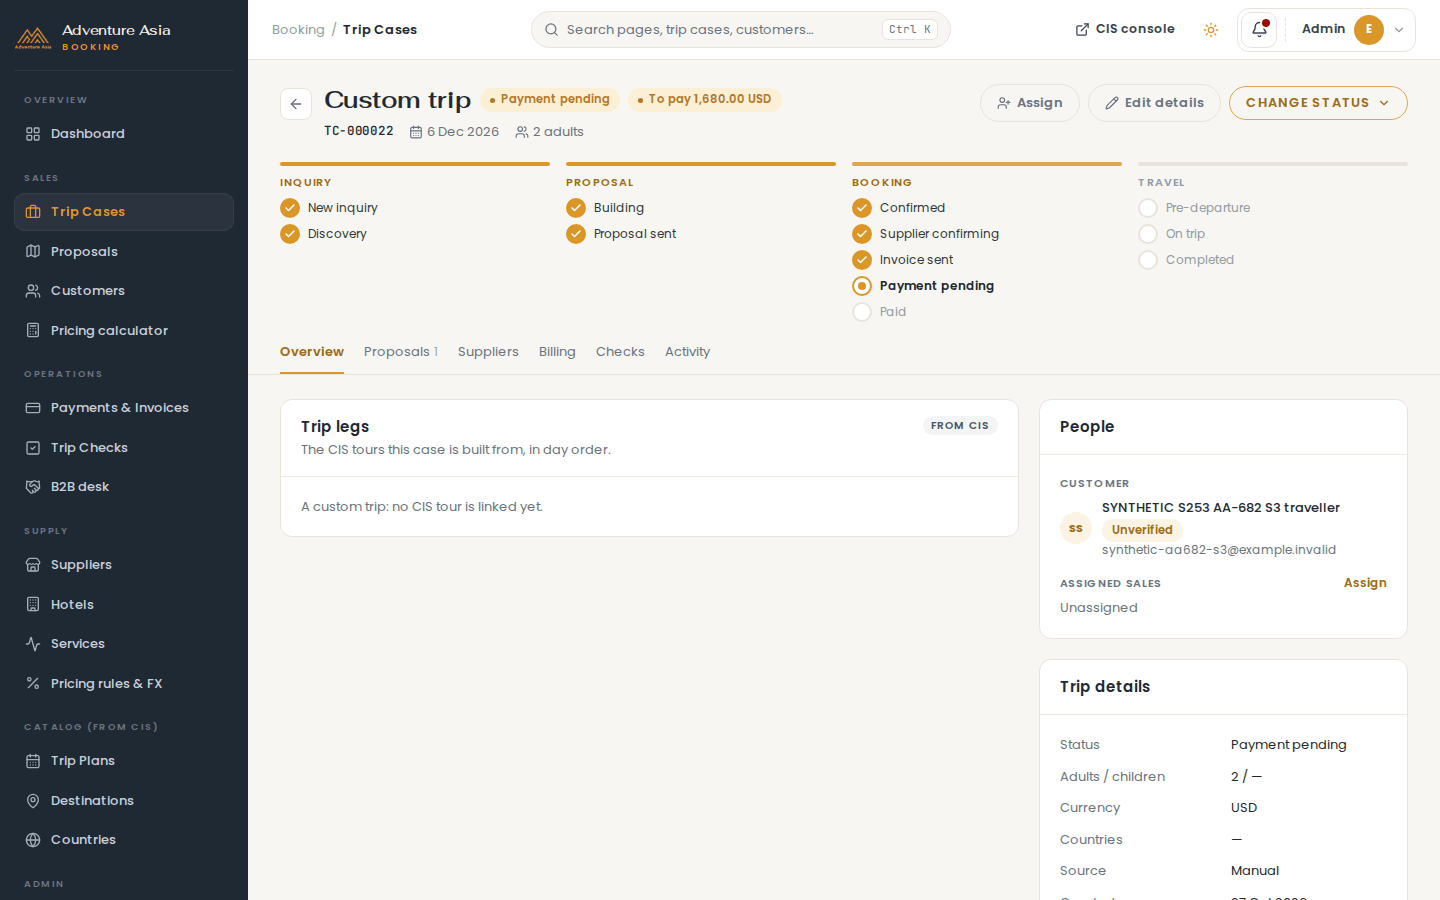 Adventure Asia
BOOKING
Adventure Asia
OVERVIEW
Dashboard
SALES
Trip Cases
Proposals
Customers
Pricing calculator
OPERATIONS
Payments & Invoices
Trip Checks
B2B desk
SUPPLY
Suppliers
Hotels
Services
Pricing rules & FX
CATALOG (FROM CIS)
Trip Plans
Destinations
Countries
ADMIN
Booking / Trip Cases
Search pages, trip cases, customers... Ctrl K
CIS console
Admin E
Custom trip Payment pending To pay 1,680.00 USD
TC-000022 6 Dec 2026 2 adults
Assign Edit details CHANGE STATUS
INQUIRY
New inquiry
Discovery
PROPOSAL
Building
Proposal sent
BOOKING
Confirmed
Supplier confirming
Invoice sent
Payment pending
Paid
TRAVEL
Pre-departure
On trip
Completed
Overview Proposals 1 Suppliers Billing Checks Activity
Trip legs FROM CIS
The CIS tours this case is built from, in day order.
A custom trip: no CIS tour is linked yet.
People
CUSTOMER
SS
SYNTHETIC S253 AA-682 S3 traveller
Unverified
synthetic-aa682-s3@example.invalid
ASSIGNED SALES Assign
Unassigned
Trip details
Status Payment pending
Adults / children 2 / —
Currency USD
Countries —
Source Manual